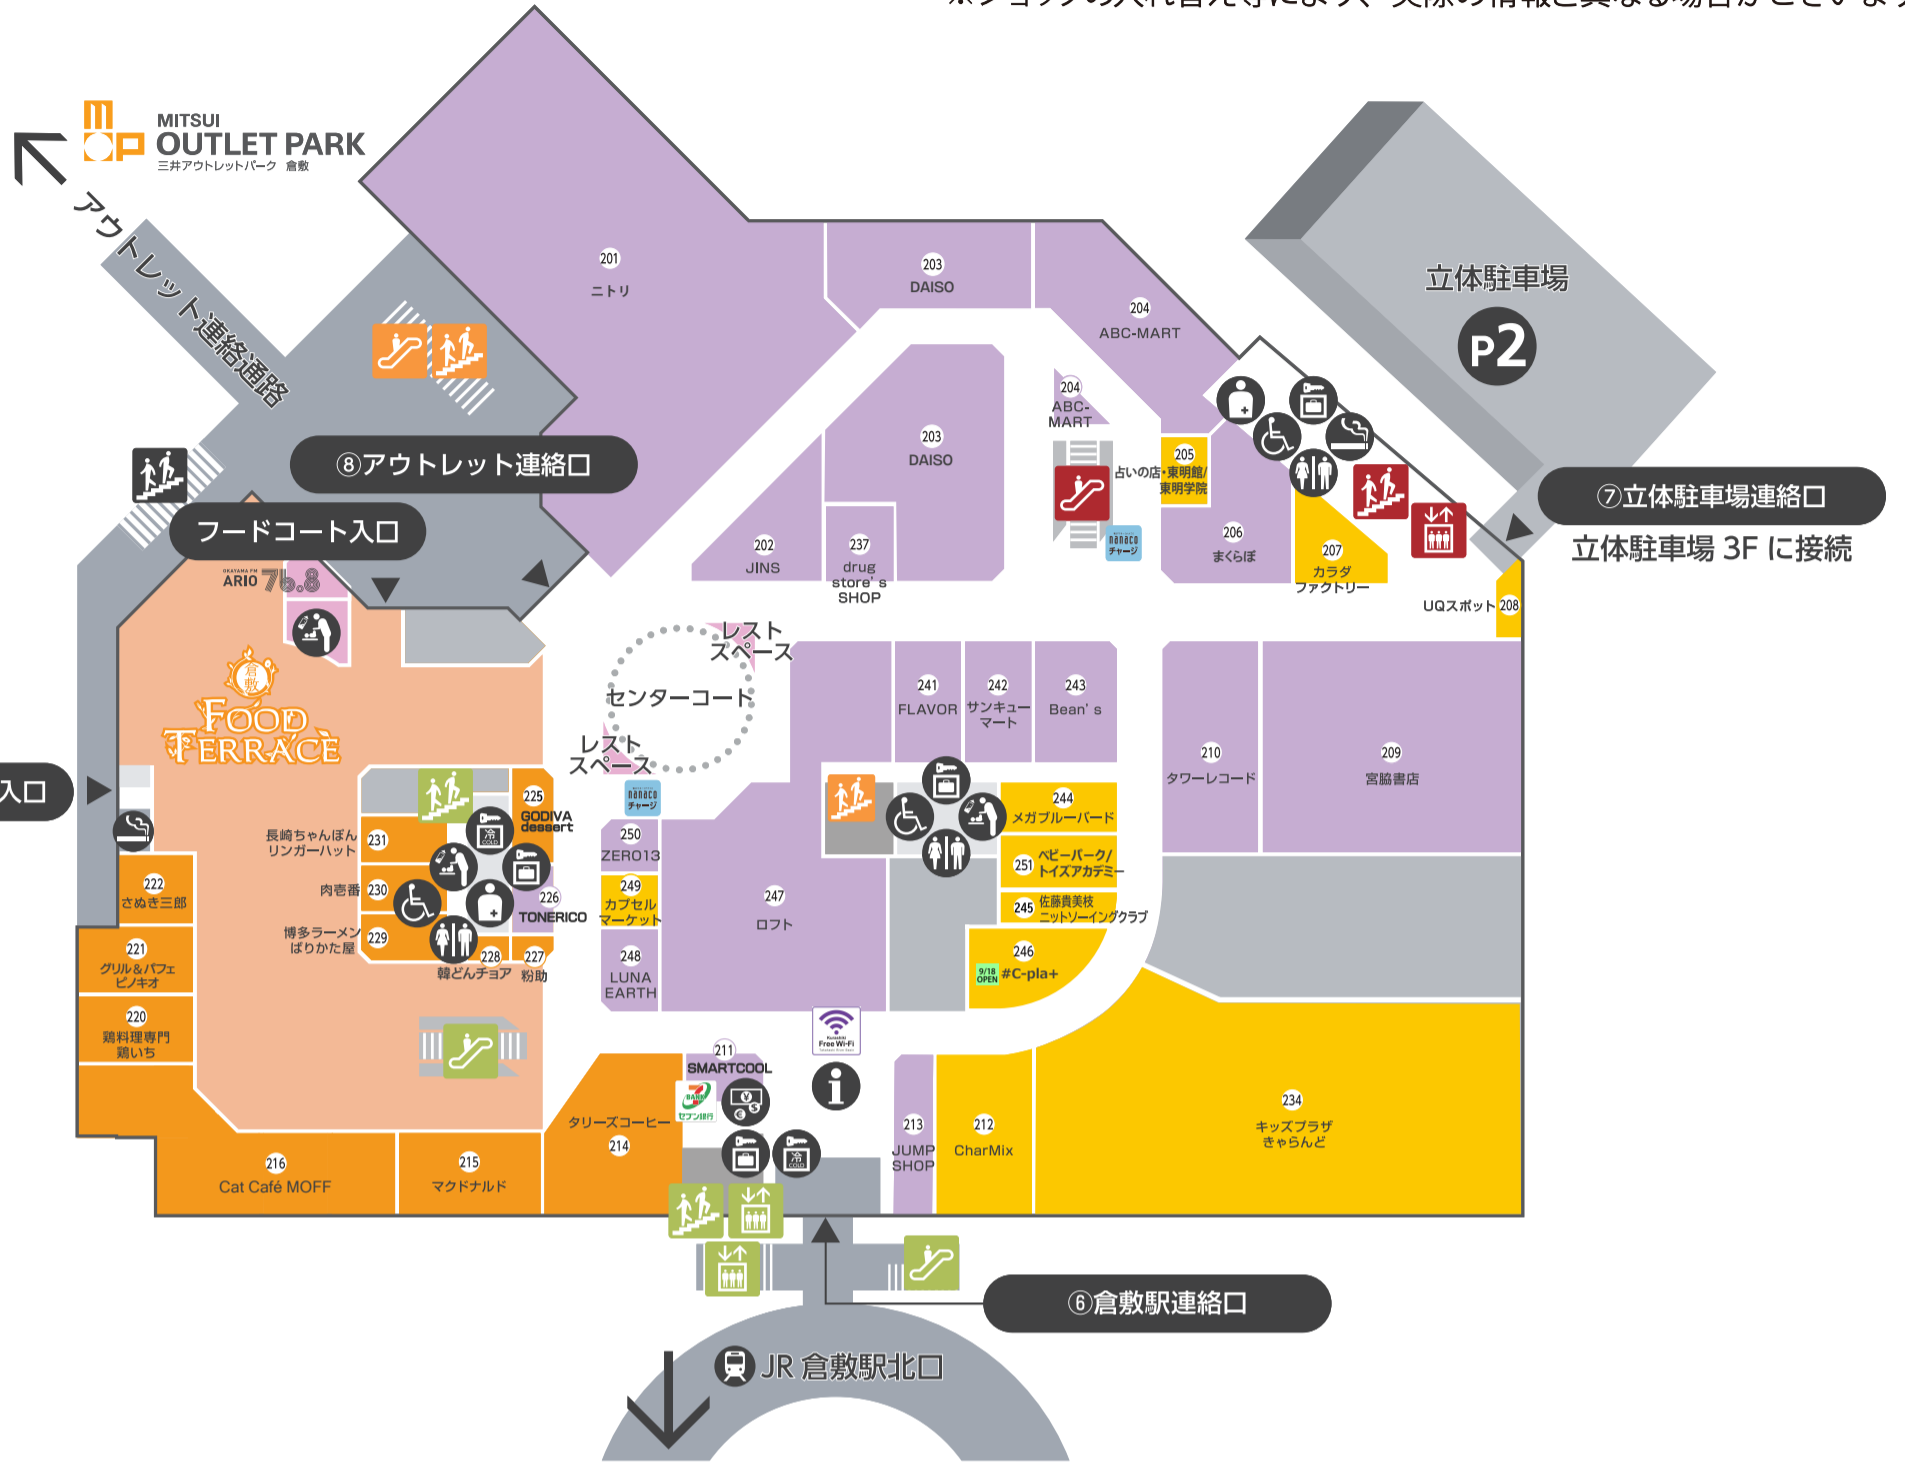 MITSUI
OUTLET PARK
三井アウトレットパーク 倉敷
アウトレット連絡通路
201
ニトリ
203
DAISO
204
ABC-MART
立体駐車場
P2
204
ABC-
MART
203
DAISO
205
占いの店・東明館/
東明学院
⑧アウトレット連絡口
⑦立体駐車場連絡口
立体駐車場 3F に接続
フードコート入口
202
JINS
237
drug
store's
SHOP
nanaco
チャージ
206
まくらぼ
207
カラダ
ファクトリー
UQスポット 208
OKAYAMA FM
ARIO 76.8
倉敷
FOOD
TERRACE
レスト
スペース
センターコート
レスト
スペース
nanaco
チャージ
241
FLAVOR
242
サンキュー
マート
243
Bean's
210
タワーレコード
209
宮脇書店
入口
225
GODIVA
dessert
長崎ちゃんぽん
リンガーハット
231
肉壱番 230
博多ラーメン
ばりかた屋
229
冷
COLD
226
TONERICO
228
韓どんチョア
227
粉助
222
さぬき三郎
221
グリル&パフェ
ピノキオ
220
鶏料理専門
鶏いち
250
ZERO13
249
カプセル
マーケット
248
LUNA
EARTH
247
ロフト
244
メガブルーバード
251 ベビーパーク/
トイズアカデミー
245 佐藤貴美枝
ニットソーイングクラブ
246
9/18
OPEN
#C-pla+
Kurashiki
Free Wi-Fi
i
211
SMARTCOOL
7
BANK
セブン銀行
タリーズコーヒー
214
216
Cat Café MOFF
215
マクドナルド
冷
COLD
213
JUMP
SHOP
212
CharMix
234
キッズプラザ
きゃらんど
⑥倉敷駅連絡口
JR 倉敷駅北口